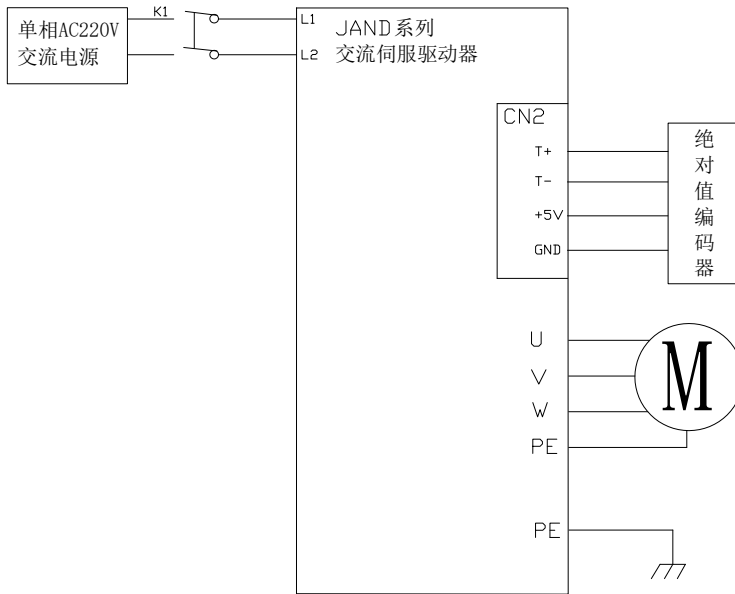 单相AC220V
交流电源
K1
L1
L2
JAND系列
交流伺服驱动器
CN2
T+
T-
+5V
GND
绝对值编码器
U
V
W
PE
M
PE